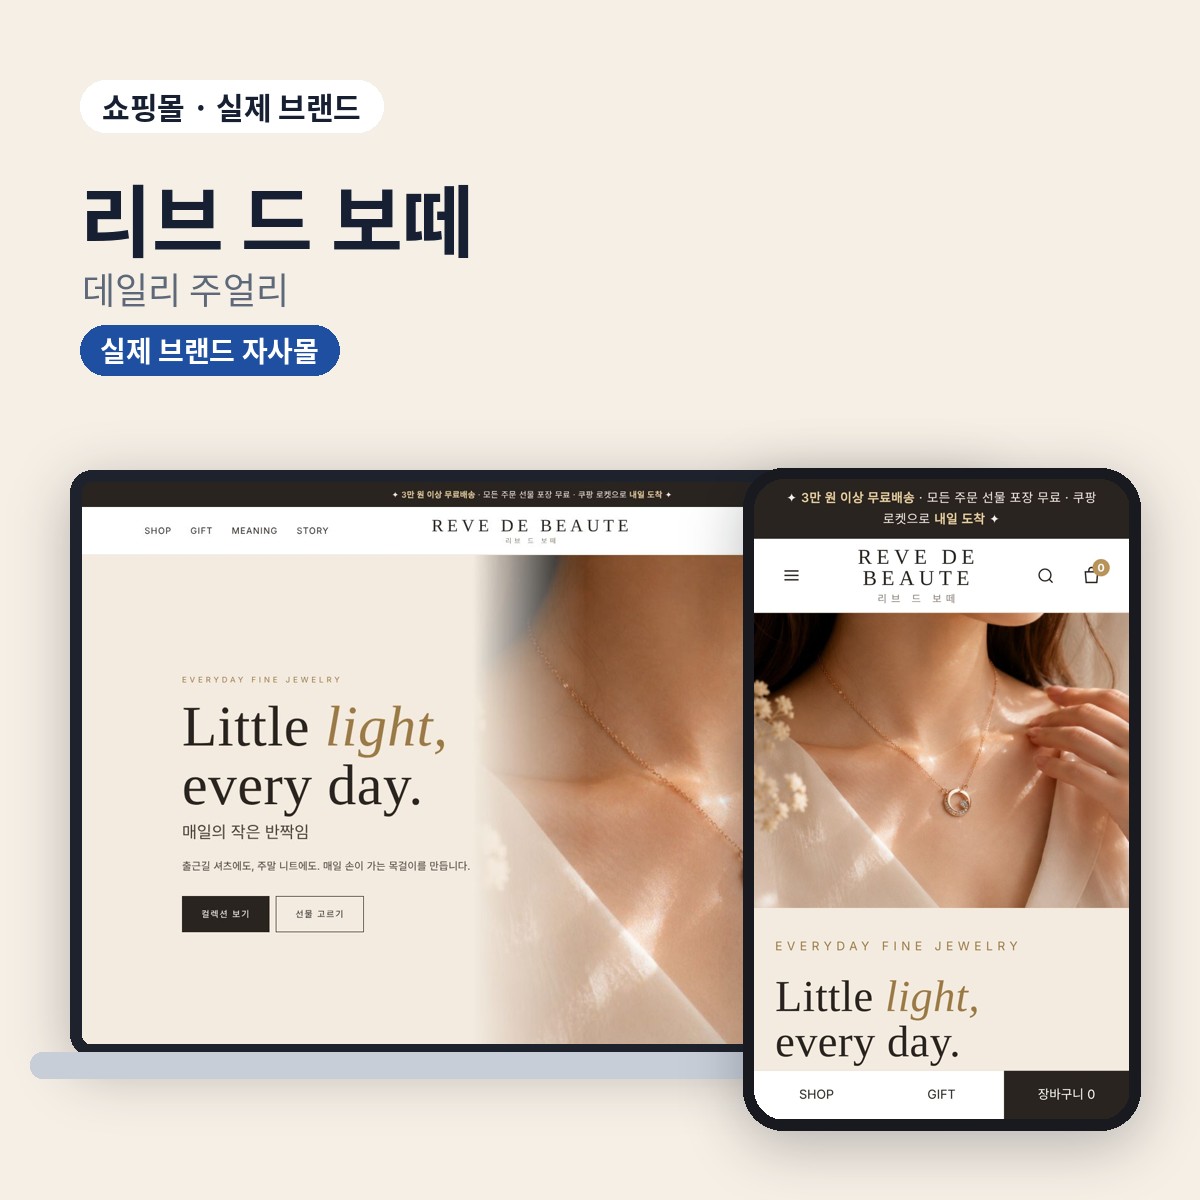 쇼핑몰 · 실제 브랜드
리브 드 보떼
데일리 주얼리
실제 브랜드 자사몰
✦ 3만 원 이상 무료배송 · 모든 주문 선물 포장 무료 · 쿠팡 로켓으로 내일 도착 ✦
SHOP GIFT MEANING STORY
REVE DE BEAUTE
리브 드 보떼
EVERYDAY FINE JEWELRY
Little light,
every day.
매일의 작은 반짝임
출근길 셔츠에도, 주말 니트에도. 매일 손이 가는 목걸이를 만듭니다.
컬렉션 보기 선물 고르기
✦ 3만 원 이상 무료배송 · 모든 주문 선물 포장 무료 · 쿠팡
로켓으로 내일 도착 ✦
REVE DE
BEAUTE
리브 드 보떼
0
EVERYDAY FINE JEWELRY
Little light,
every day.
SHOP GIFT 장바구니 0